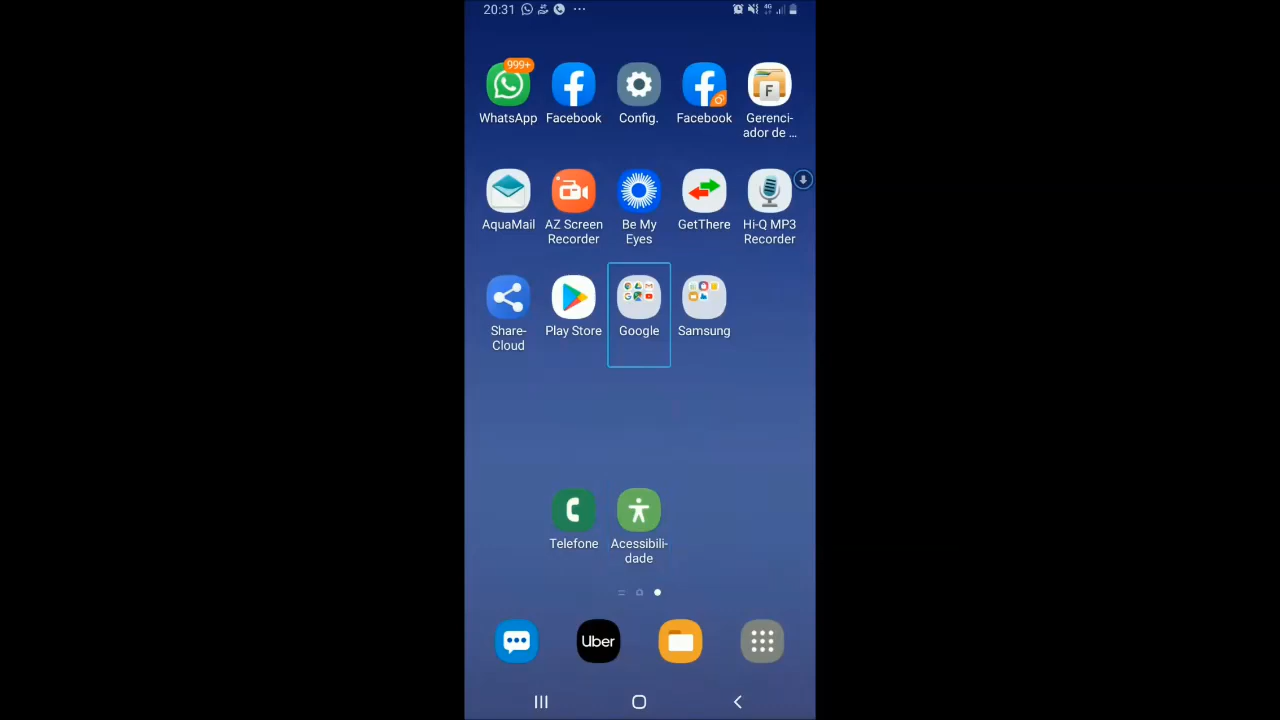 20:31
4G
999+
WhatsApp
Facebook
Config.
Facebook
Gerenci-
ador de ...
F
AquaMail
AZ Screen
Recorder
Be My
Eyes
GetThere
Hi-Q MP3
Recorder
Share-
Cloud
Play Store
Google
Samsung
Telefone
Acessibili-
dade
Uber